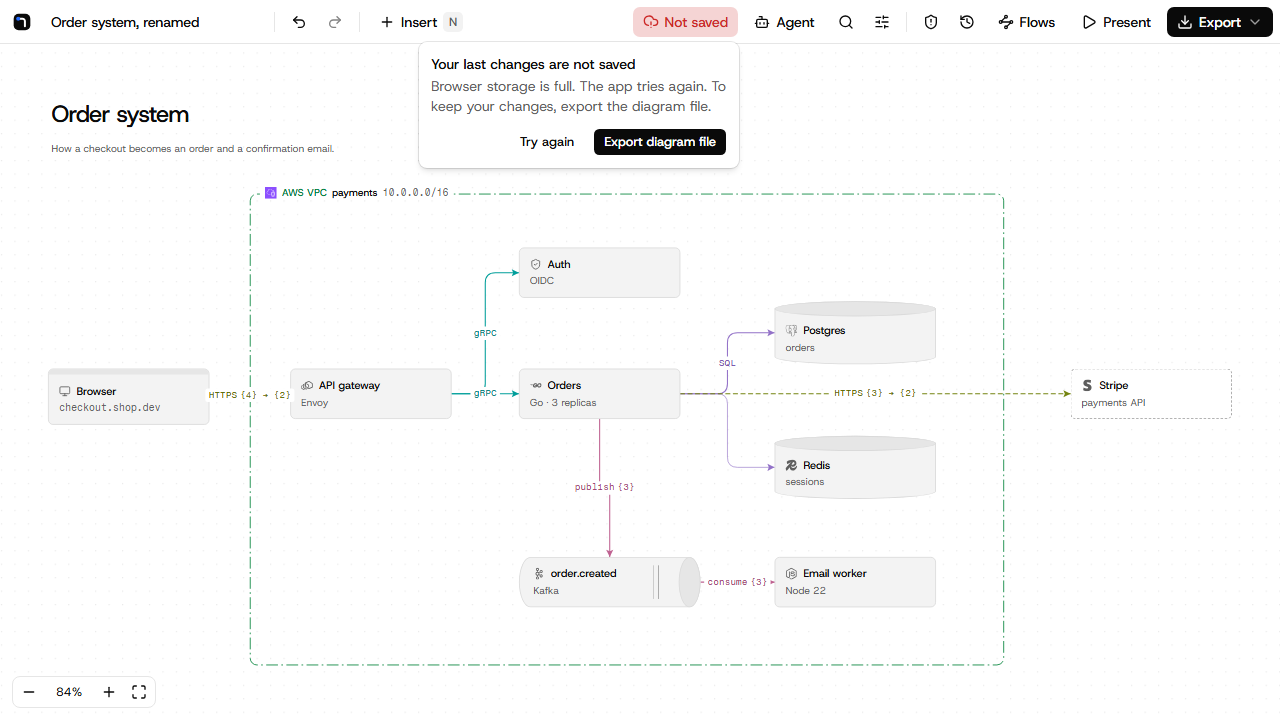 Order system, renamed
Insert N
Not saved
Agent
Flows
Present
Export
Your last changes are not saved
Browser storage is full. The app tries again. To
keep your changes, export the diagram file.
Try again
Export diagram file
Order system
How a checkout becomes an order and a confirmation email.
AWS VPC payments 10.0.0.0/16
Auth
OIDC
gRPC
Postgres
orders
SQL
Browser
checkout.shop.dev
HTTPS {4} → {2}
API gateway
Envoy
gRPC
Orders
Go · 3 replicas
HTTPS {3} → {2}
Stripe
payments API
Redis
sessions
publish {3}
order.created
Kafka
consume {3}
Email worker
Node 22
84%